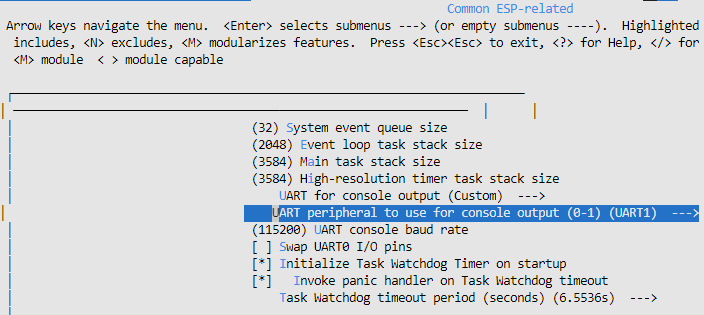 Common ESP-related
Arrow keys navigate the menu. <Enter> selects submenus ---> (or empty submenus ----). Highlighted
includes, <N> excludes, <M> modularizes features. Press <Esc><Esc> to exit, <?> for Help, </> for
<M> module < > module capable
(32) System event queue size
(2048) Event loop task stack size
(3584) Main task stack size
(3584) High-resolution timer task stack size
UART for console output (Custom) --->
UART peripheral to use for console output (0-1) (UART1) --->
(115200) UART console baud rate
[ ] Swap UART0 I/O pins
[*] Initialize Task Watchdog Timer on startup
[*] Invoke panic handler on Task Watchdog timeout
Task Watchdog timeout period (seconds) (6.5536s) --->